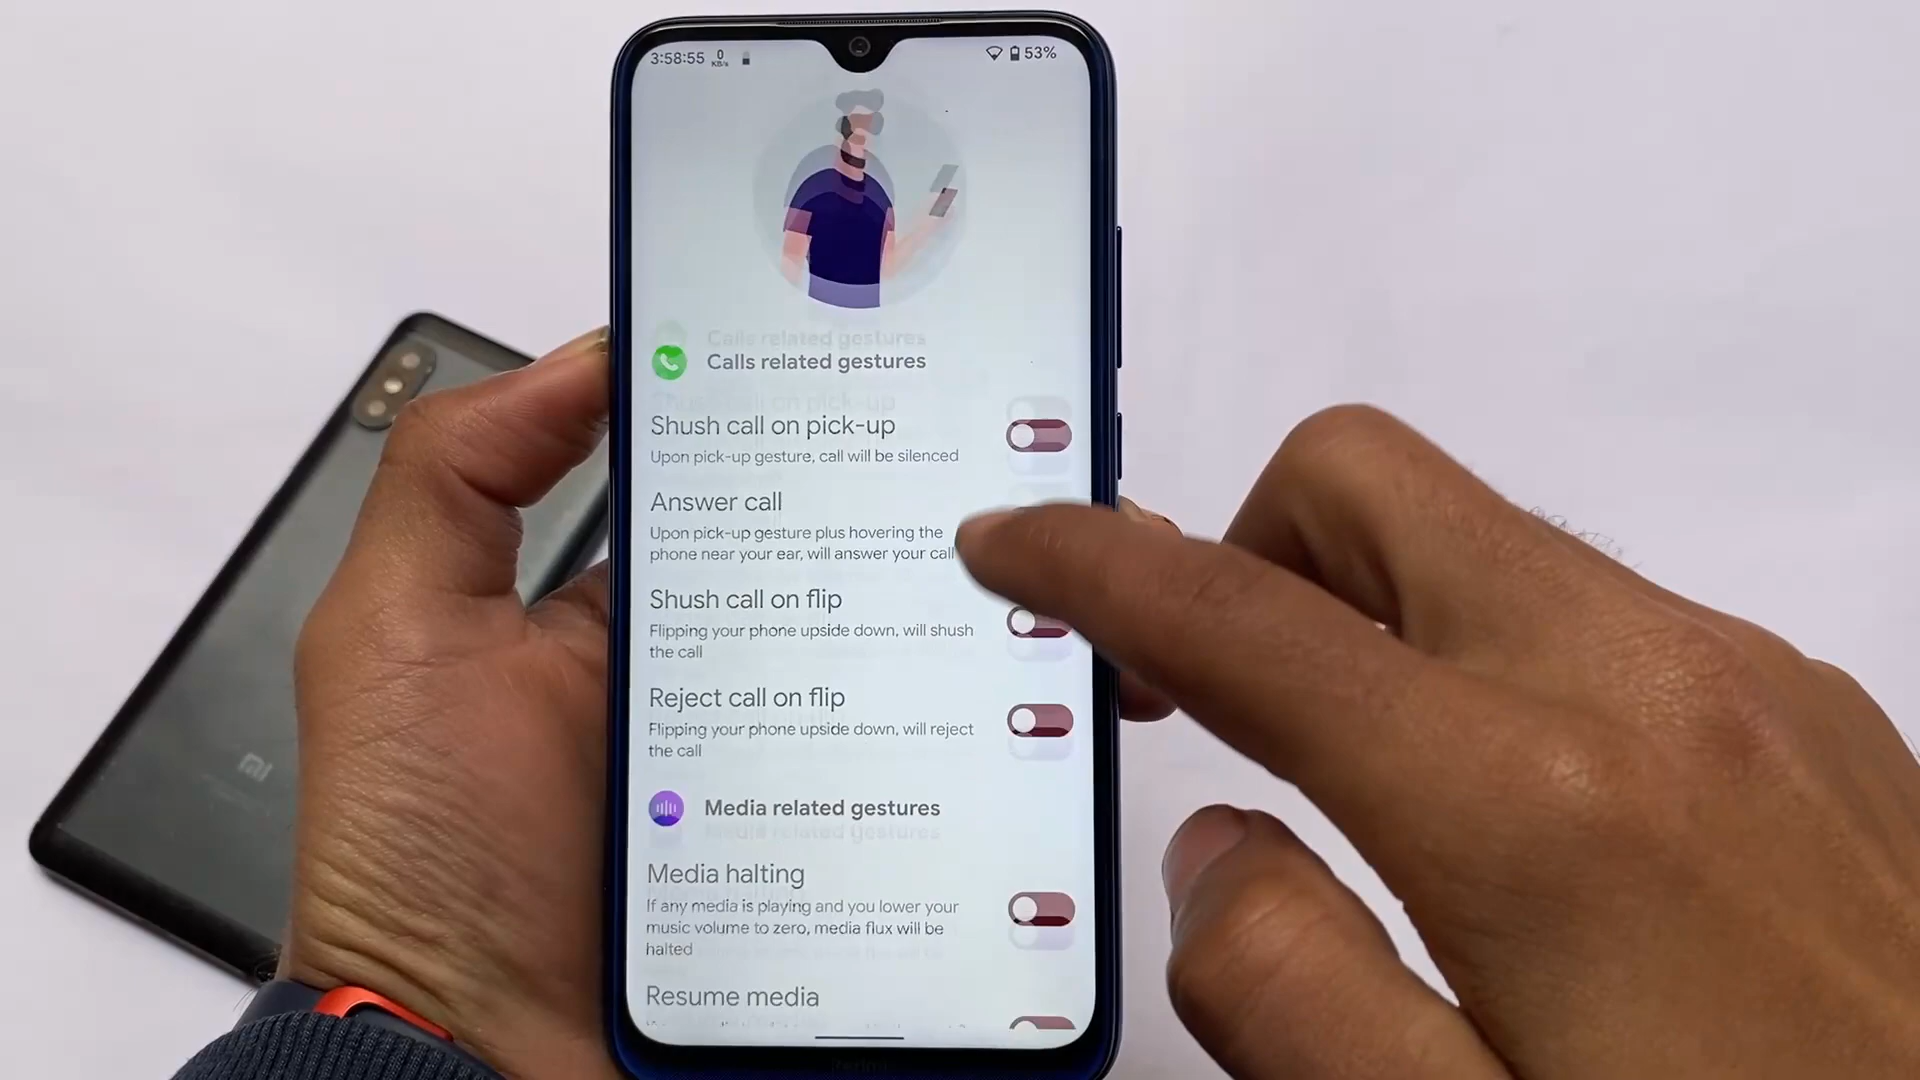 3:58:55 0 KB/s 53%
Calls related gestures
Shush call on pick-up
Upon pick-up gesture, call will be silenced
Answer call
Upon pick-up gesture plus hovering the
phone near your ear, will answer your call
Shush call on flip
Flipping your phone upside down, will shush
the call
Reject call on flip
Flipping your phone upside down, will reject
the call
Media related gestures
Media halting
If any media is playing and you lower your
music volume to zero, media flux will be
halted
Resume media
mi